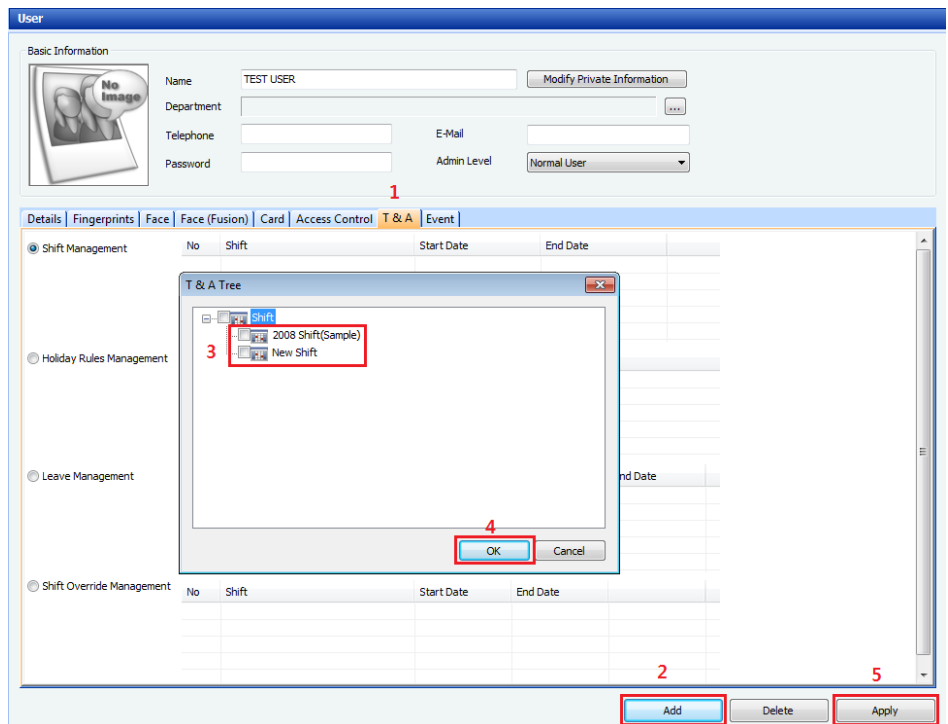 User
Basic Information
No
Image
Name TEST USER Modify Private Information
Department ...
Telephone E-Mail
Password Admin Level Normal User
1
Details Fingerprints Face Face (Fusion) Card Access Control T & A Event
Shift Management No Shift Start Date End Date
T & A Tree
Shift
3 2008 Shift(Sample)
New Shift
Holiday Rules Management
Leave Management nd Date
4
OK Cancel
Shift Override Management No Shift Start Date End Date
2 5
Add Delete Apply